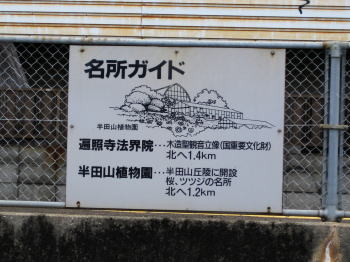 名所ガイド
半田山植物園
遍照寺法界院…木造聖観音立像(国重要文化財)
北へ1.4km
半田山植物園…半田山丘陵に開設
桜、ツツジの名所
北へ1.2km